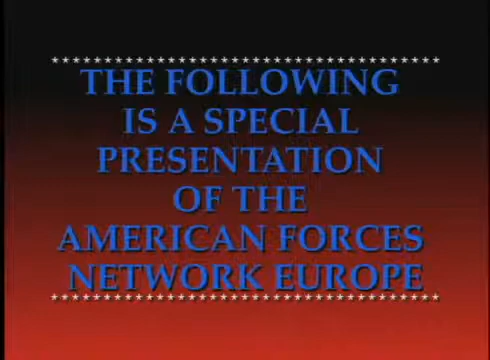 *************************************
THE FOLLOWING
IS A SPECIAL
PRESENTATION
OF THE
AMERICAN FORCES
NETWORK EUROPE
*************************************